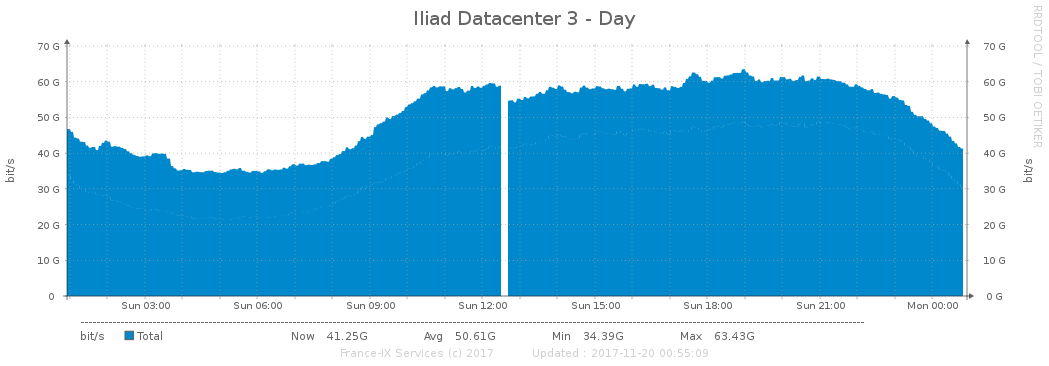 Iliad Datacenter 3 - Day
RRDTOOL / TOBI OETIKER
70 G 70 G
60 G 60 G
50 G 50 G
40 G 40 G
30 G 30 G
20 G 20 G
10 G 10 G
0 0 G
bit/s bit/s
Sun 03:00 Sun 06:00 Sun 09:00 Sun 12:00 Sun 15:00 Sun 18:00 Sun 21:00 Mon 00:00
bit/s Total Now 41.25G Avg 50.61G Min 34.39G Max 63.43G
France-IX Services (c) 2017 Updated : 2017-11-20 00:55:09